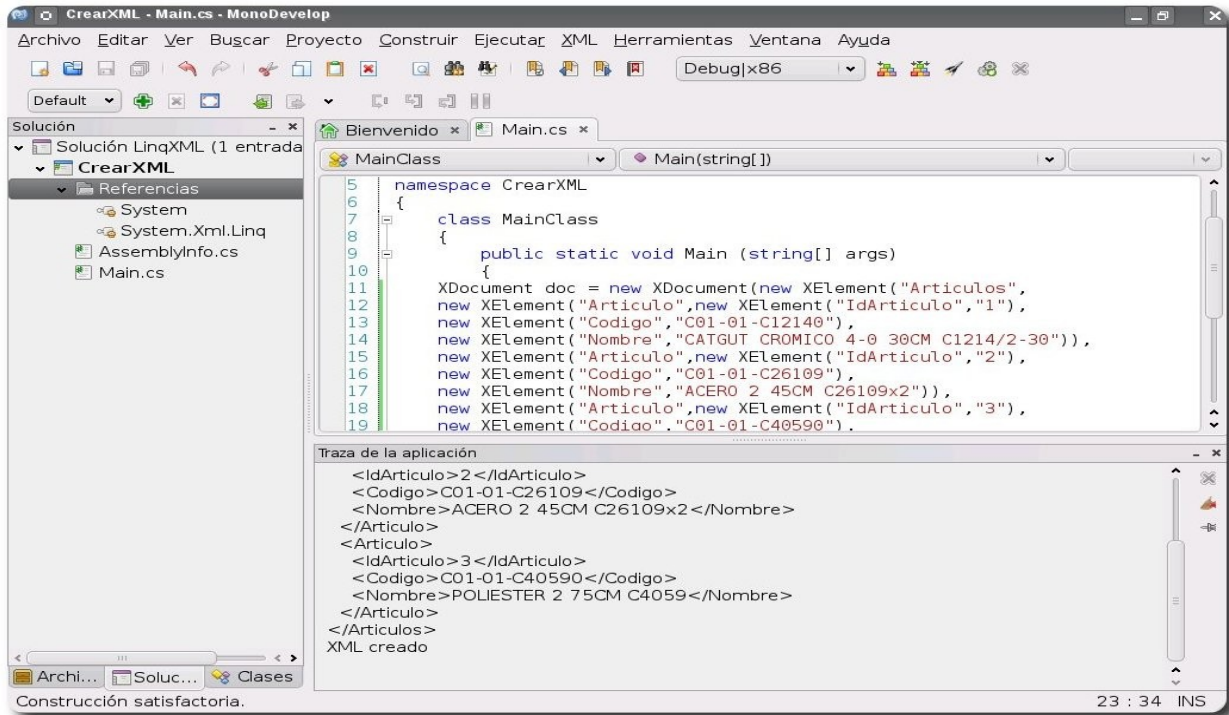 CrearXML - Main.cs - MonoDevelop
Archivo Editar Ver Buscar Proyecto Construir Ejecutar XML Herramientas Ventana Ayuda
Debug|x86
Default
Solución
Solución LinqXML (1 entrada
CrearXML
Referencias
System
System.Xml.Linq
AssemblyInfo.cs
Main.cs
Archi... Soluc... Clases
Bienvenido Main.cs
MainClass Main(string[])
5 namespace CrearXML
6 {
7 class MainClass
8 {
9 public static void Main (string[] args)
10 {
11 XDocument doc = new XDocument(new XElement("Articulos",
12 new XElement("Articulo",new XElement("IdArticulo","1"),
13 new XElement("Codigo","C01-01-C12140"),
14 new XElement("Nombre","CATGUT CROMICO 4-0 30CM C1214/2-30")),
15 new XElement("Articulo",new XElement("IdArticulo","2"),
16 new XElement("Codigo","C01-01-C26109"),
17 new XElement("Nombre","ACERO 2 45CM C26109x2")),
18 new XElement("Articulo",new XElement("IdArticulo","3"),
19 new XElement("Codigo","C01-01-C40590"),
Traza de la aplicación
<IdArticulo>2</IdArticulo>
<Codigo>C01-01-C26109</Codigo>
<Nombre>ACERO 2 45CM C26109x2</Nombre>
</Articulo>
<Articulo>
<IdArticulo>3</IdArticulo>
<Codigo>C01-01-C40590</Codigo>
<Nombre>POLIESTER 2 75CM C4059</Nombre>
</Articulo>
</Articulos>
XML creado
Construcción satisfactoria.
23 : 34 INS